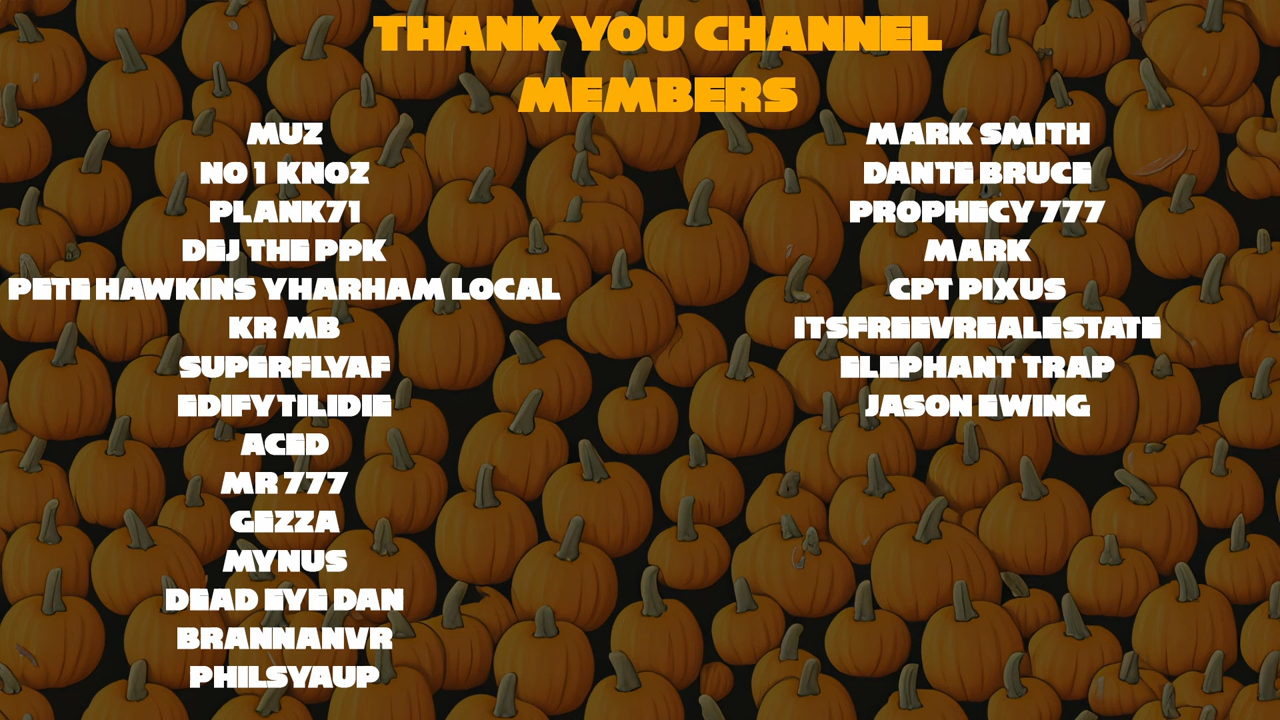 THANK YOU CHANNEL
MEMBERS
MUZ
NO 1 KNOZ
PLANK71
DEJ THE PPK
PETE HAWKINS YHARHAM LOCAL
KR MB
SUPERFLYAF
EDIFYTILIDIE
ACED
MR 777
GEZZA
MYNUS
DEAD EYE DAN
BRANNANVR
PHILSYAUP
MARK SMITH
DANTE BRUCE
PROPHECY 777
MARK
CPT PIXUS
ITSFREEVREALESTATE
ELEPHANT TRAP
JASON EWING